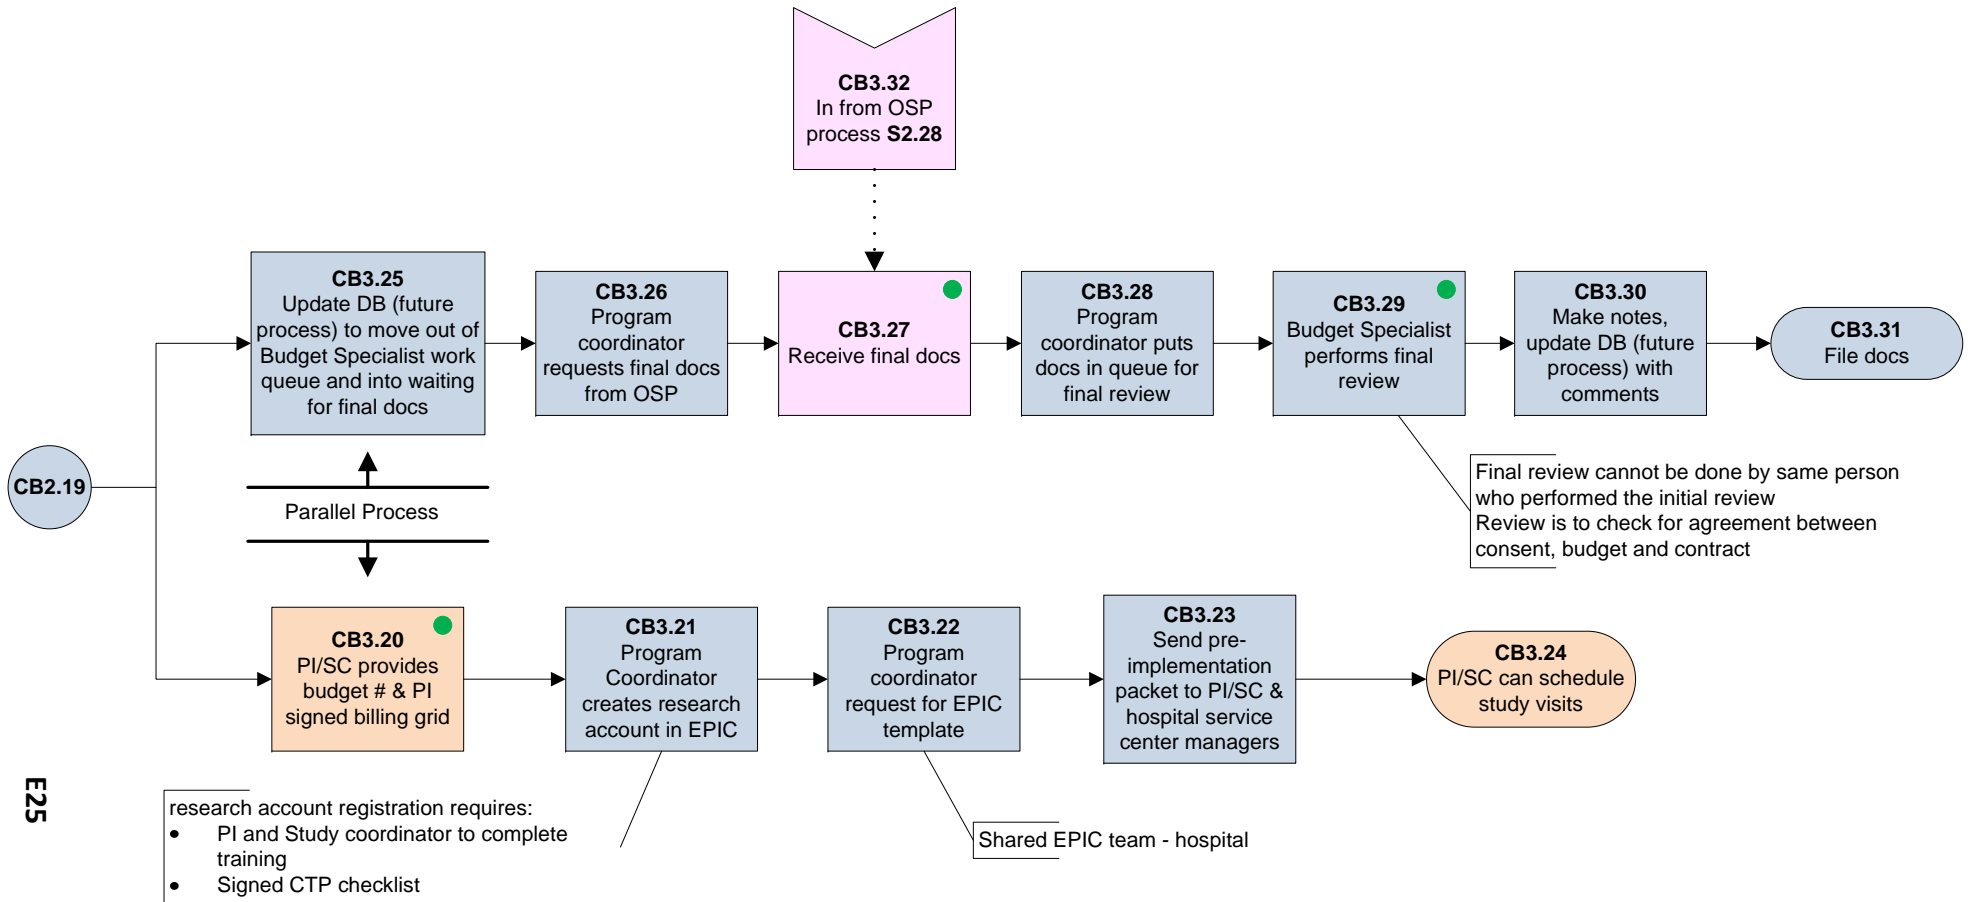 CB3.32
In from OSP
process S2.28
CB3.25
Update DB (future
process) to move out of
Budget Specialist work
queue and into waiting
for final docs
CB3.26
Program
coordinator
requests final docs
from OSP
CB3.27
Receive final docs
CB3.28
Program
coordinator puts
docs in queue for
final review
CB3.29
Budget Specialist
performs final
review
CB3.30
Make notes,
update DB (future
process) with
comments
CB3.31
File docs
CB2.19
Parallel Process
Final review cannot be done by same person
who performed the initial review
Review is to check for agreement between
consent, budget and contract
CB3.20
PI/SC provides
budget # & PI
signed billing grid
CB3.21
Program
Coordinator
creates research
account in EPIC
CB3.22
Program
coordinator
request for EPIC
template
CB3.23
Send pre-
implementation
packet to PI/SC &
hospital service
center managers
CB3.24
PI/SC can schedule
study visits
E25
research account registration requires:
• PI and Study coordinator to complete
training
• Signed CTP checklist
Shared EPIC team - hospital